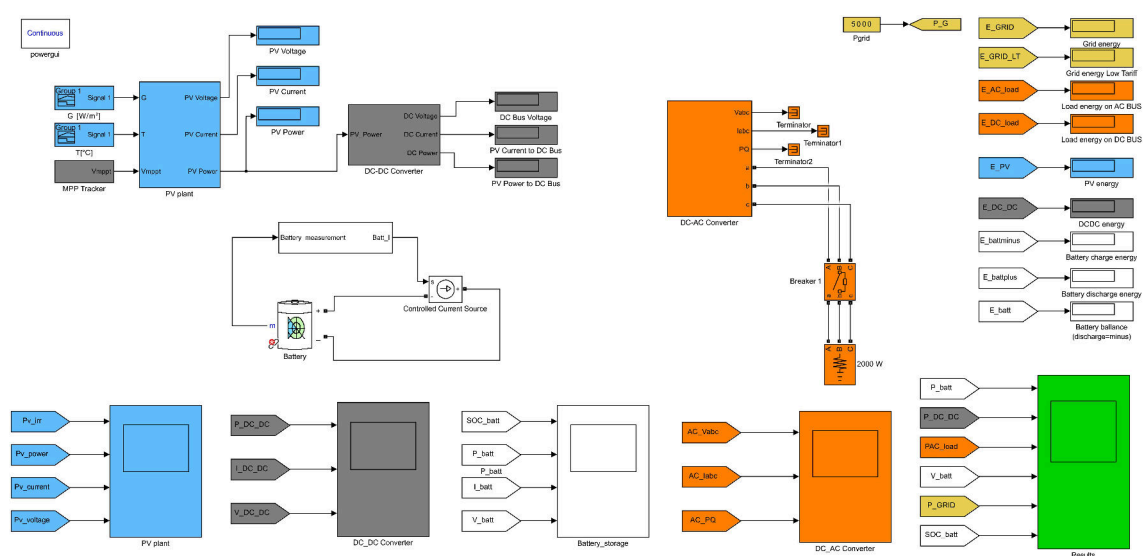 Continuous
powergui
PV Voltage
PV Current
PV Power
Group 1
Signal 1
G [W/m²]
Group 1
Signal 1
T[°C]
Vmppt
MPP Tracker
G
T
Vmppt
PV Voltage
PV Current
PV Power
PV plant
PV_Power
DC Voltage
DC Current
DC Power
DC-DC Converter
DC Bus Voltage
PV Current to DC Bus
PV Power to DC Bus
5000
Pgrid
P_G
Vabc
Iabc
PQ
a
b
c
DC-AC Converter
Terminator
Terminator1
Terminator2
E_GRID
Grid energy
E_GRID_LT
Grid energy Low Tariff
E_AC_load
Load energy on AC BUS
E_DC_load
Load energy on DC BUS
E_PV
PV energy
E_DC_DC
DCDC energy
E_battminus
Battery charge energy
E_battplus
Battery discharge energy
E_batt
Battery ballance
(discharge=minus)
Battery measurement
Batt_I
s
-
+
Controlled Current Source
m
+
_
Battery
A
B
C
Breaker 1
a
b
c
A
B
C
2000 W
Pv_irr
Pv_power
Pv_current
Pv_voltage
PV plant
P_DC_DC
I_DC_DC
V_DC_DC
DC_DC Converter
SOC_batt
P_batt
P_batt
I_batt
V_batt
Battery_storage
AC_Vabc
AC_Iabc
AC_PQ
DC_AC Converter
P_batt
P_DC_DC
PAC_load
V_batt
P_GRID
SOC_batt
Results